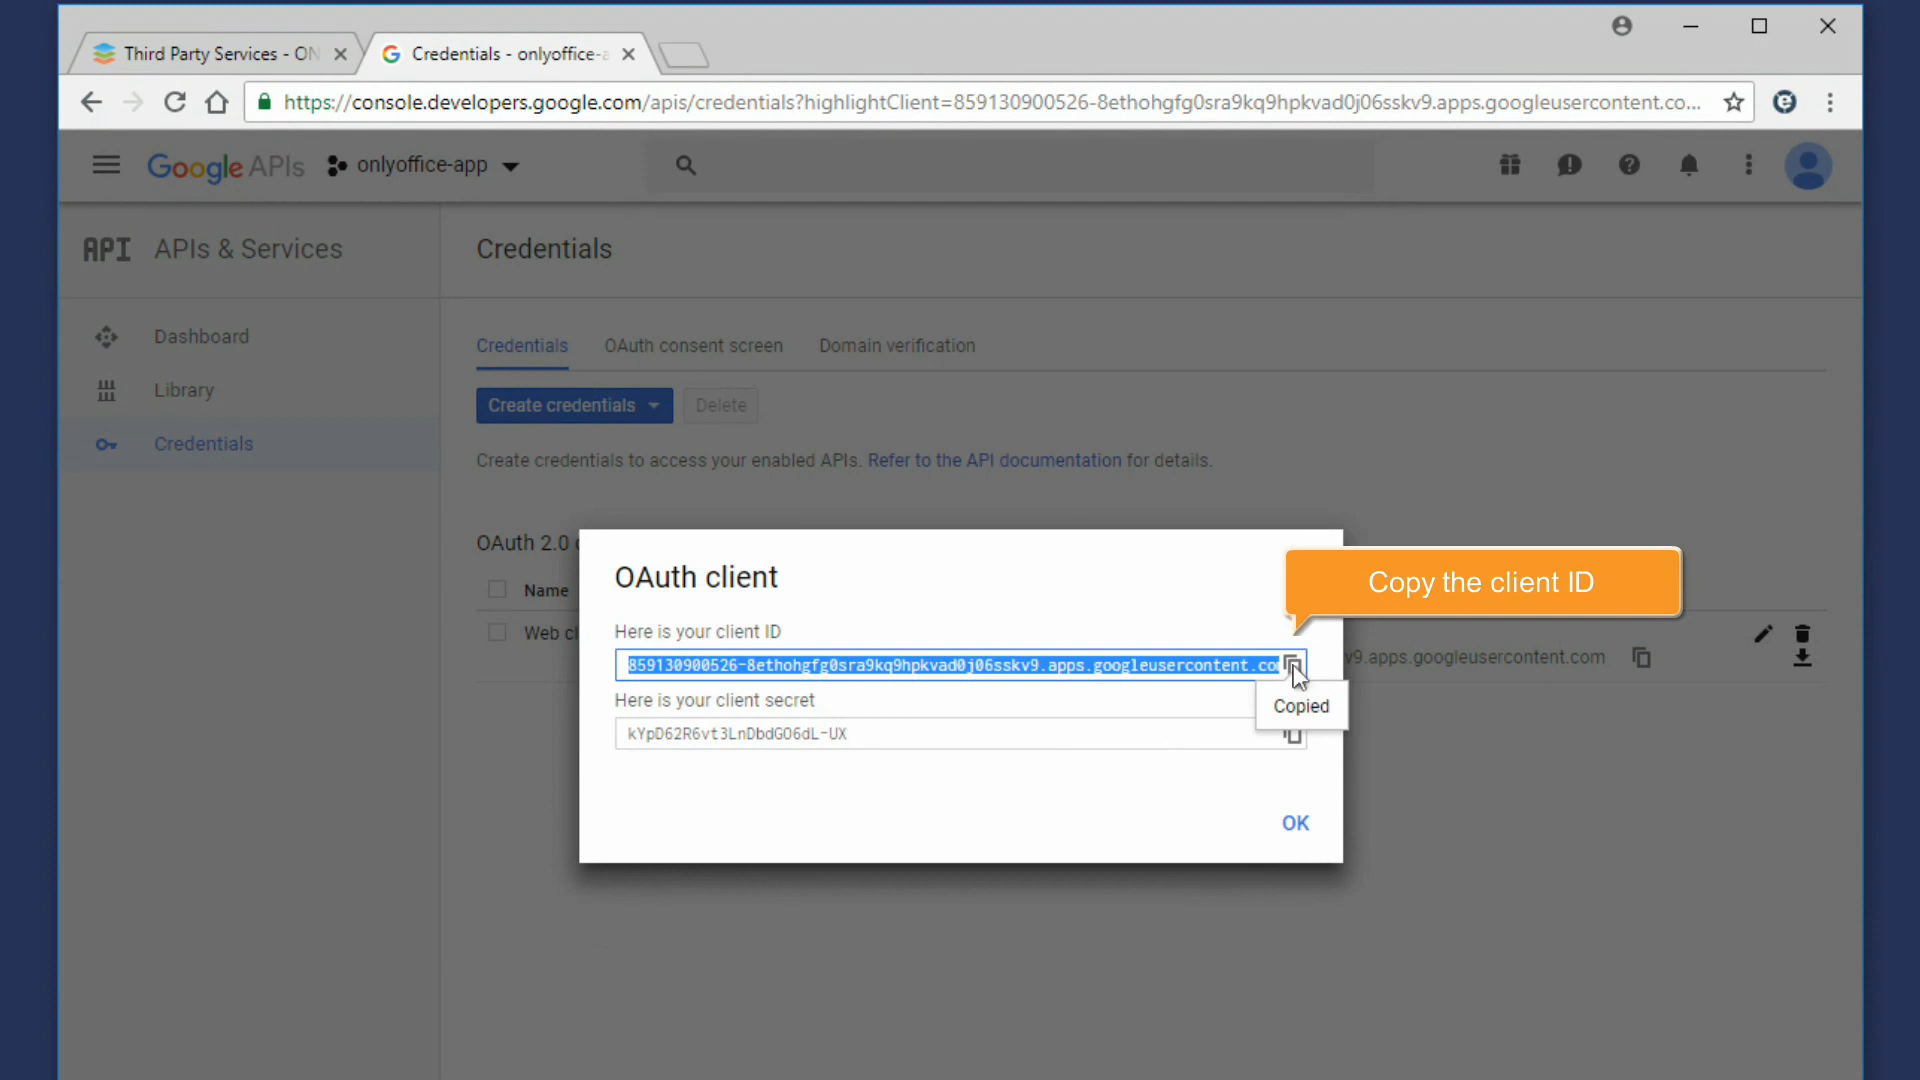 Third Party Services - ON
Credentials - onlyoffice-a
https://console.developers.google.com/apis/credentials?highlightClient=859130900526-8ethohgfg0sra9kq9hpkvad0j06sskv9.apps.googleusercontent.co...
Google APIs
onlyoffice-app
API APIs & Services
Credentials
Dashboard
Library
Credentials
Credentials
OAuth consent screen
Domain verification
Create credentials
Delete
Create credentials to access your enabled APIs. Refer to the API documentation for details.
OAuth 2.0 c
Name
Web cl
v9.apps.googleusercontent.com
OAuth client
Copy the client ID
Here is your client ID
859130900526-8ethohgfg0sra9kq9hpkvad0j06sskv9.apps.googleusercontent.co
Copied
Here is your client secret
kYpD62R6vt3LnDbdGO6dL-UX
OK